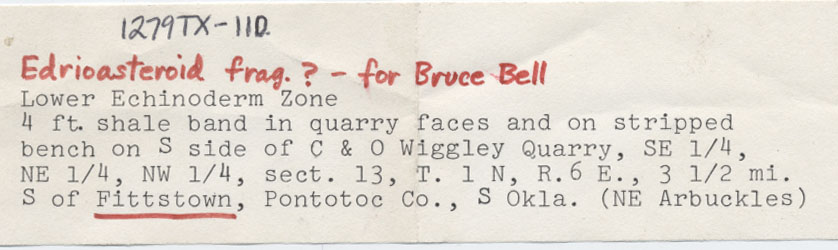 1279TX-11D.
Edrioasteroid frag.? - for Bruce Bell
Lower Echinoderm Zone
4 ft. shale band in quarry faces and on stripped
bench on S side of C & O Wiggley Quarry, SE 1/4,
NE 1/4, NW 1/4, sect. 13, T. 1 N, R.6 E., 3 1/2 mi.
S of Fittstown, Pontotoc Co., S Okla. (NE Arbuckles)